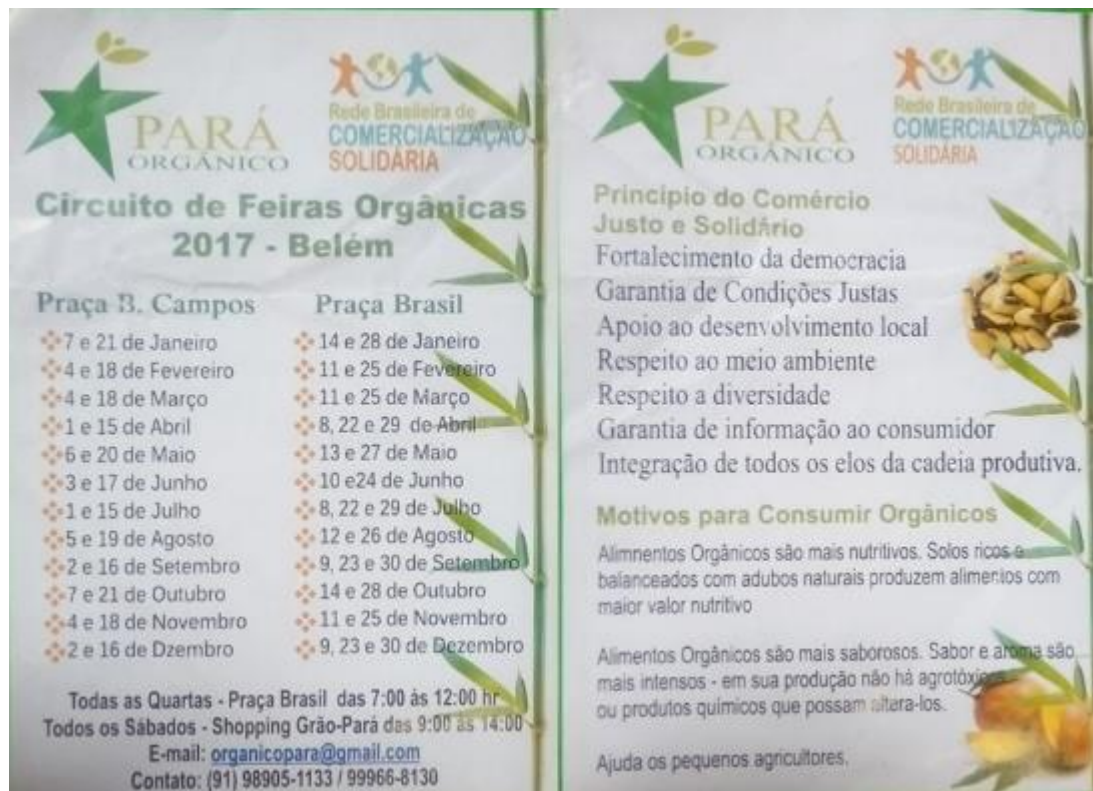 PARÁ
ORGÂNICO
Rede Brasileira de
COMERCIALIZAÇÃO
SOLIDÁRIA
Circuito de Feiras Orgânicas
2017 - Belém
Praça B. Campos
7 e 21 de Janeiro
4 e 18 de Fevereiro
4 e 18 de Março
1 e 15 de Abril
6 e 20 de Maio
3 e 17 de Junho
1 e 15 de Julho
5 e 19 de Agosto
2 e 16 de Setembro
7 e 21 de Outubro
4 e 18 de Novembro
2 e 16 de Dzembro
Praça Brasil
14 e 28 de Janeiro
11 e 25 de Fevereiro
11 e 25 de Março
8, 22 e 29 de Abril
13 e 27 de Maio
10 e24 de Junho
8, 22 e 29 de Julho
12 e 26 de Agosto
9, 23 e 30 de Setembro
14 e 28 de Outubro
11 e 25 de Novembro
9, 23 e 30 de Dezembro
Todas as Quartas - Praça Brasil das 7:00 às 12:00 hr
Todos os Sábados - Shopping Grão-Pará das 9:00 às 14:00
E-mail: organicopara@gmail.com
Contato: (91) 98905-1133 / 99966-8130
PARÁ
ORGÂNICO
Rede Brasileira de
COMERCIALIZAÇÃO
SOLIDÁRIA
Princípio do Comércio
Justo e Solidário
Fortalecimento da democracia
Garantia de Condições Justas
Apoio ao desenvolvimento local
Respeito ao meio ambiente
Respeito a diversidade
Garantia de informação ao consumidor
Integração de todos os elos da cadeia produtiva.
Motivos para Consumir Orgânicos
Alimnentos Orgânicos são mais nutritivos. Solos ricos e
balanceados com adubos naturais produzem alimentos com
maior valor nutritivo
Alimentos Orgânicos são mais saborosos. Sabor e aroma são
mais intensos - em sua produção não há agrotóxicos
ou produtos químicos que possam altera-los.
Ajuda os pequenos agricultores.